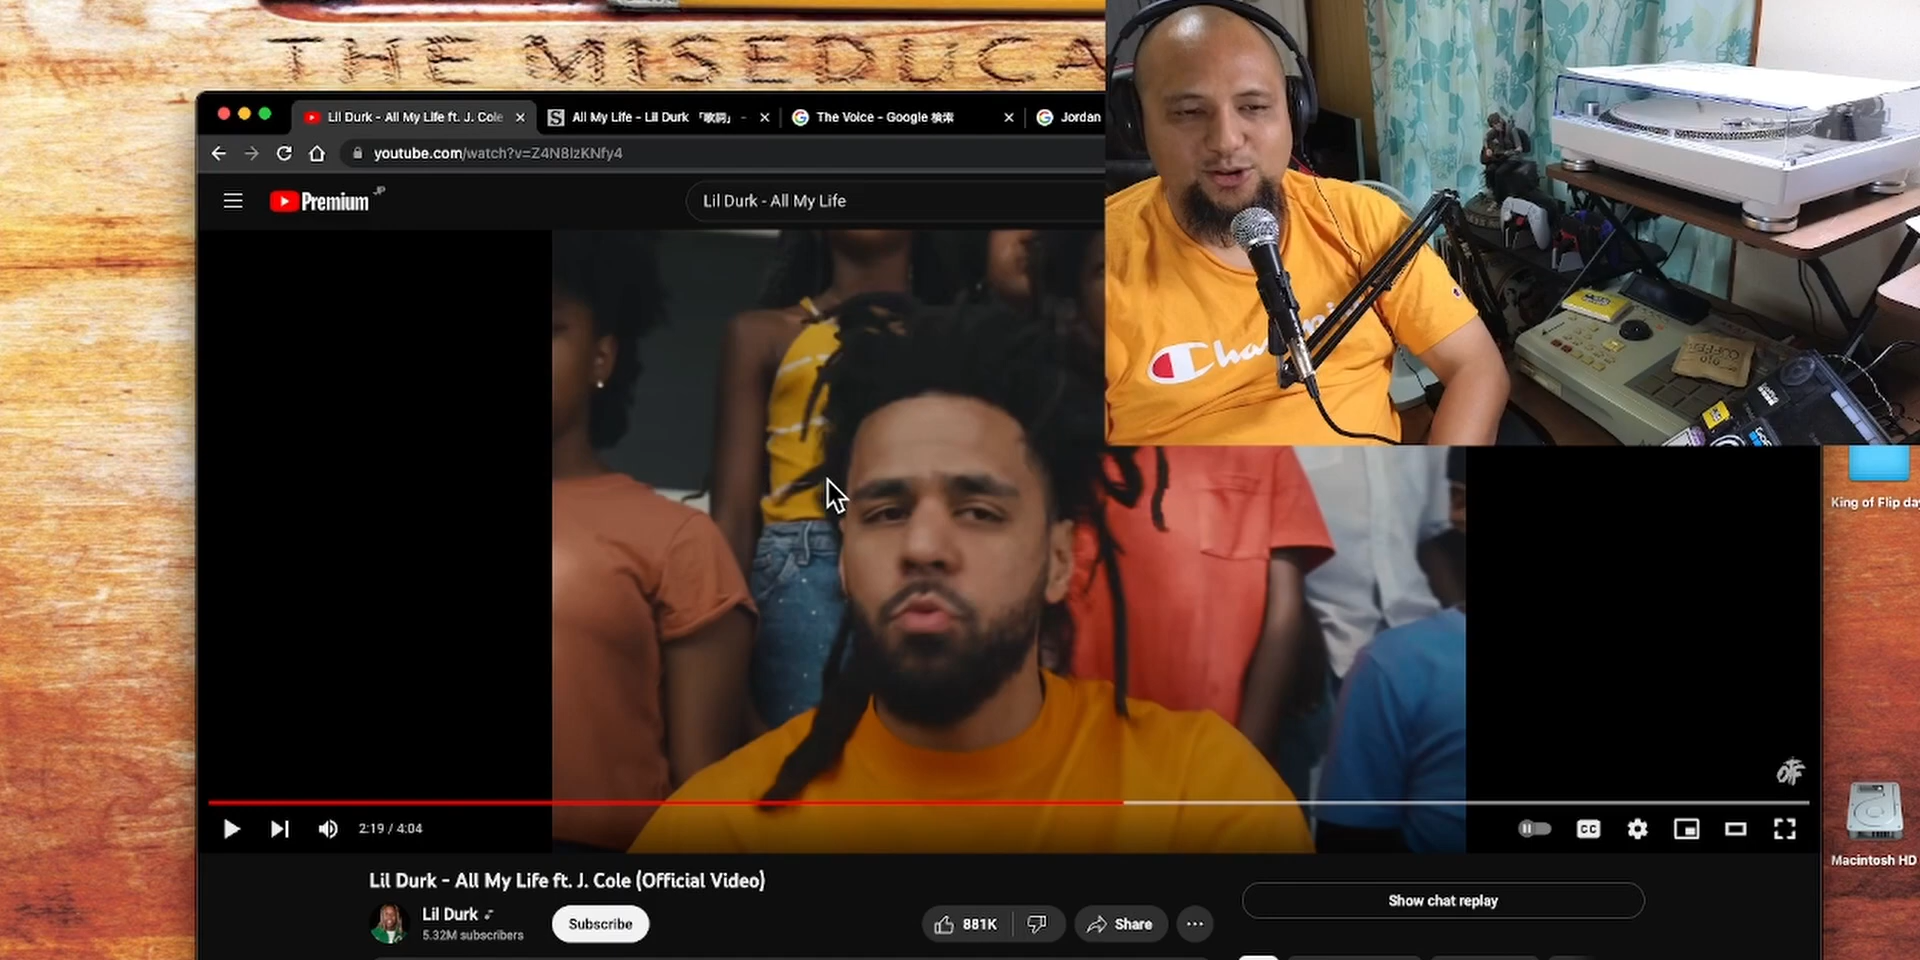 THE MISEDUCA
Lil Durk - All My Life ft. J. Cole
All My Life - Lil Durk 「歌詞」 -
The Voice - Google 検索
Jordan
youtube.com/watch?v=Z4N8IzKNfy4
Premium JP
Lil Durk - All My Life
Champi
King of Flip da
2:19 / 4:04
CC
Macintosh HD
Lil Durk - All My Life ft. J. Cole (Official Video)
Show chat replay
Lil Durk
5.32M subscribers
Subscribe
881K
Share